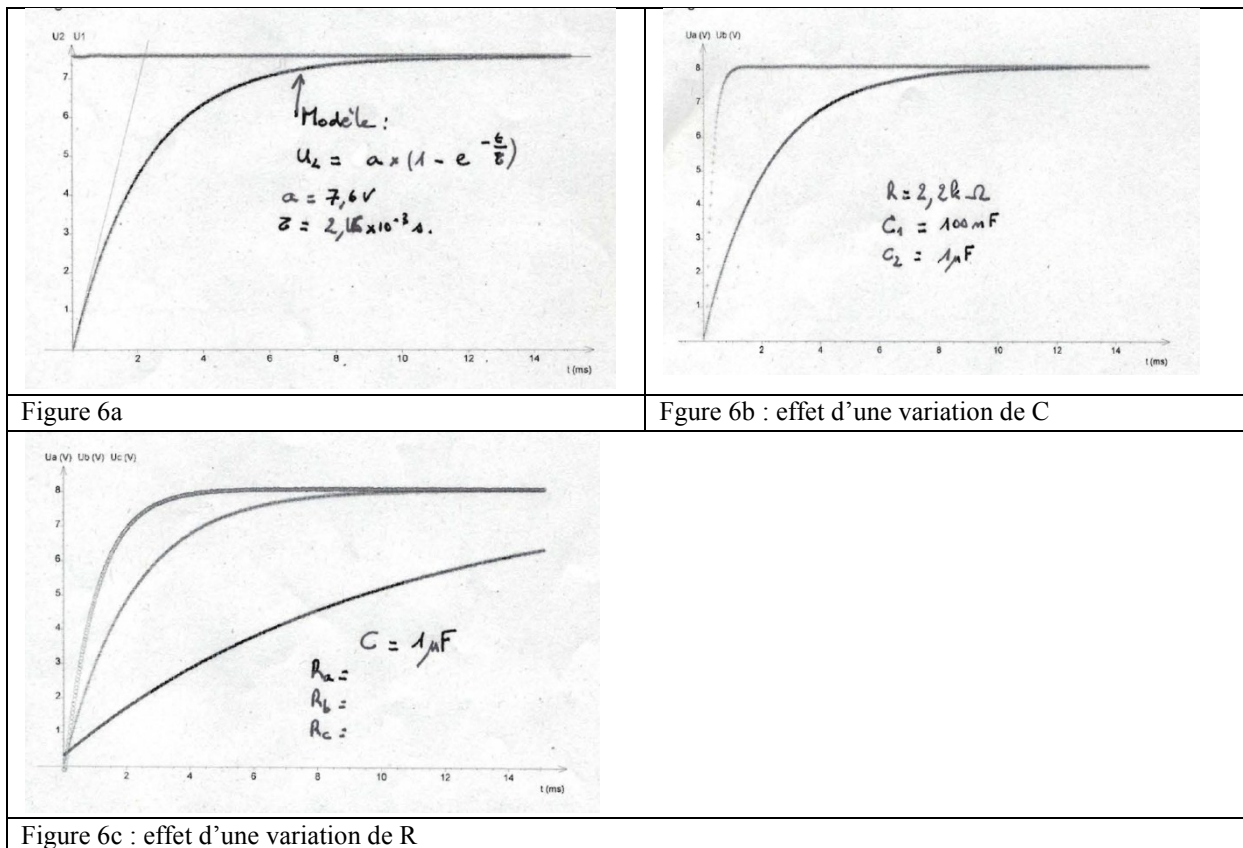 U2 U1
7
6
5
4
3
2
1
2 4 6 8 10 12 14
t (ms)
Modèle :
U₂ = a × (1 - e^(-t/τ))
a = 7,6 V
τ = 2,16 × 10⁻³ s.
Figure 6a
Ua (V) Ub (V)
8
7
6
5
4
3
2
1
2 4 6 8 10 12 14
t (ms)
R = 2,2 k Ω
C₁ = 100 nF
C₂ = 1 µF
Fgure 6b : effet d’une variation de C
Ua (V) Ub (V) Uc (V)
8
7
6
5
4
3
2
1
2 4 6 8 10 12 14
t (ms)
C = 1 µF
Ra =
Rb =
Rc =
Figure 6c : effet d’une variation de R